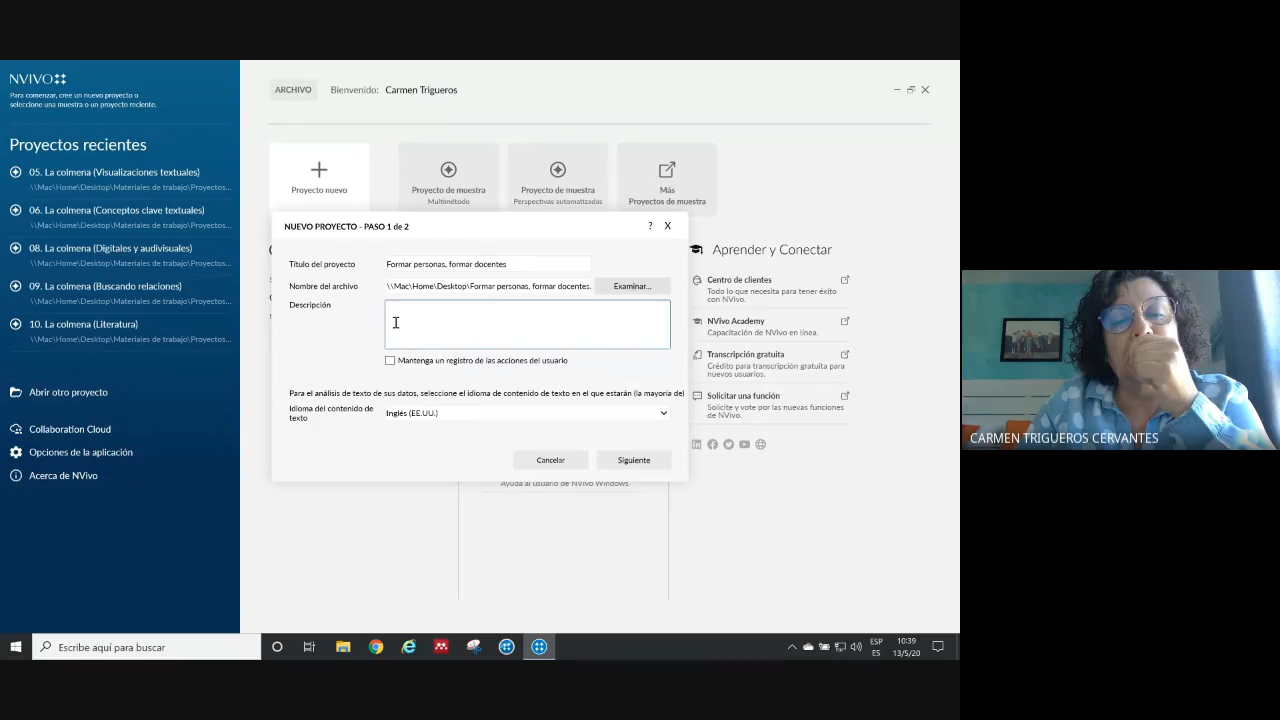 NVIVO
Para comenzar, cree un nuevo proyecto o
seleccione una muestra o un proyecto reciente.
Proyectos recientes
05. La colmena (Visualizaciones textuales)
\\Mac\Home\Desktop\Materiales de trabajo\Proyectos...
06. La colmena (Conceptos clave textuales)
\\Mac\Home\Desktop\Materiales de trabajo\Proyectos...
08. La colmena (Digitales y audivisuales)
\\Mac\Home\Desktop\Materiales de trabajo\Proyectos...
09. La colmena (Buscando relaciones)
\\Mac\Home\Desktop\Materiales de trabajo\Proyectos...
10. La colmena (Literatura)
\\Mac\Home\Desktop\Materiales de trabajo\Proyectos...
Abrir otro proyecto
Collaboration Cloud
Opciones de la aplicación
Acerca de NVivo
ARCHIVO Bienvenido: Carmen Trigueros
Proyecto nuevo
Proyecto de muestra
Multimétodo
Proyecto de muestra
Perspectivas automatizadas
Más
Proyectos de muestra
NUEVO PROYECTO - PASO 1 de 2 ? X
Título del proyecto Formar personas, formar docentes
Nombre del archivo \\Mac\Home\Desktop\Formar personas, formar docentes. Examinar...
Descripción
Mantenga un registro de las acciones del usuario
Para el análisis de texto de sus datos, seleccione el idioma de contenido de texto en el que estarán (la mayoría de)
Idioma del contenido de
texto
Inglés (EE.UU.)
Cancelar Siguiente
Ayuda al usuario de NVivo Windows
Aprender y Conectar
Centro de clientes
Todo lo que necesita para tener éxito
con NVivo.
NVivo Academy
Capacitación de NVivo en línea.
Transcripción gratuita
Crédito para transcripción gratuita para
nuevos usuarios.
Solicitar una función
Solicite y vote por las nuevas funciones
de NVivo.
CARMEN TRIGUEROS CERVANTES
Escribe aquí para buscar
ESP
ES
10:39
13/5/20